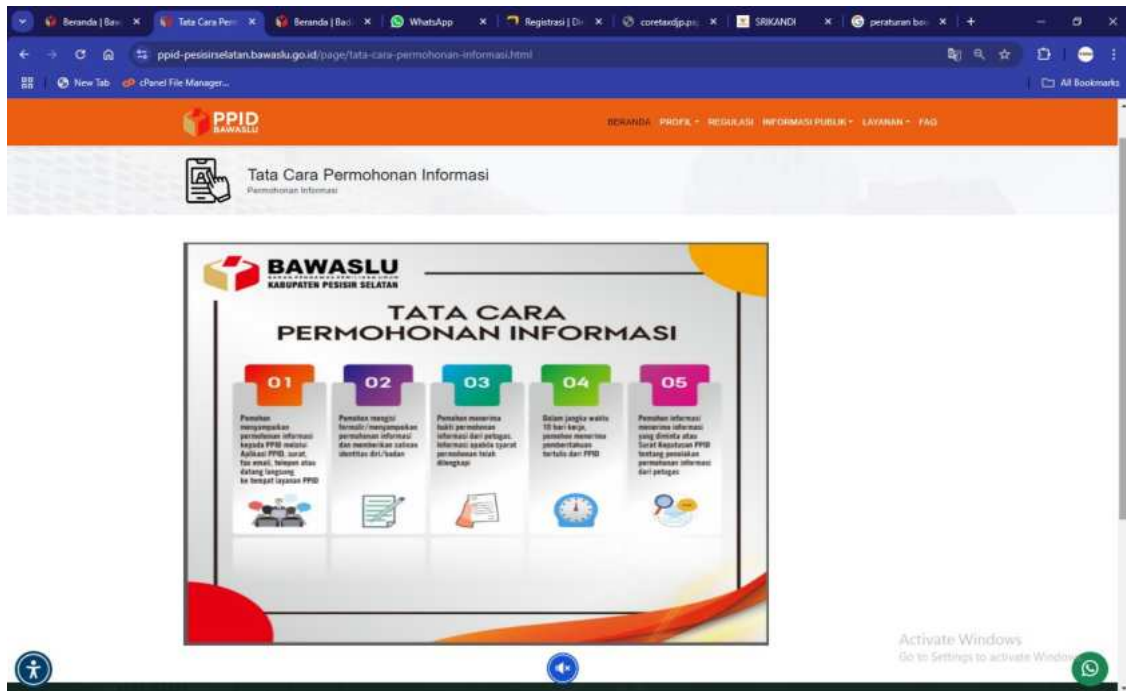 Beranda | Baw
Tata Cara Perm
Beranda | Bad
WhatsApp
Registrasi | Di
coretaxdjp.paj
SRIKANDI
peraturan
ppid-pesisirselatan.bawaslu.go.id/page/tata-cara-permohonan-informasi.html
New Tab
cPanel File Manager...
All Bookmarks
PPID
BAWASLU
BERANDA
PROFIL
REGULASI
INFORMASI PUBLIK
LAYANAN
FAQ
Tata Cara Permohonan Informasi
Permohonan Informasi
BAWASLU
BADAN PENGAWAS PEMILIHAN UMUM
KABUPATEN PESISIR SELATAN
TATA CARA
PERMOHONAN INFORMASI
01
Pemohon
menyampaikan
permohonan informasi
kepada PPID melalui
Aplikasi PPID, surat,
fax email, telepon atau
datang langsung
ke tempat layanan PPID
02
Pemohon mengisi
formulir/menyampaikan
permohonan informasi
dan memberikan salinan
identitas diri/badan
03
Pemohon menerima
bukti permohonan
informasi dari petugas.
Informasi apabila syarat
permohonan telah
dilengkapi
04
Dalam jangka waktu
10 hari kerja,
pemohon menerima
pemberitahuan
tertulis dari PPID
05
Pemohon informasi
menerima informasi
yang diminta atau
Surat Keputusan PPID
tentang penolakan
permohonan informasi
dari petugas
Activate Windows
Go to Settings to activate Windows